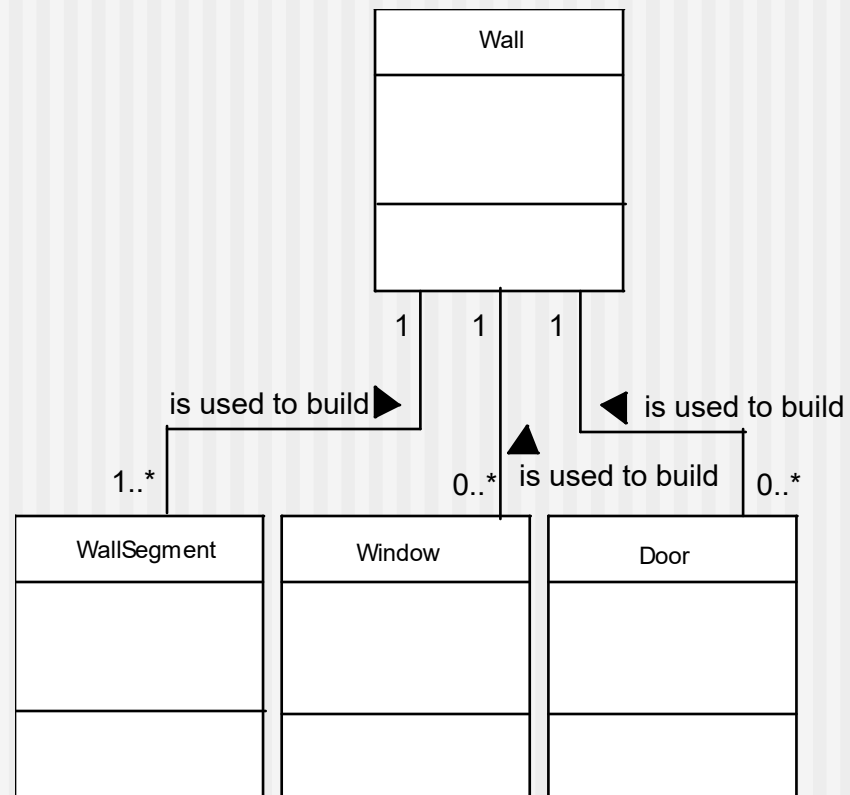 Wall
1 1 1
is used to build
is used to build
is used to build
1..*
0..*
0..*
WallSegment
Window
Door